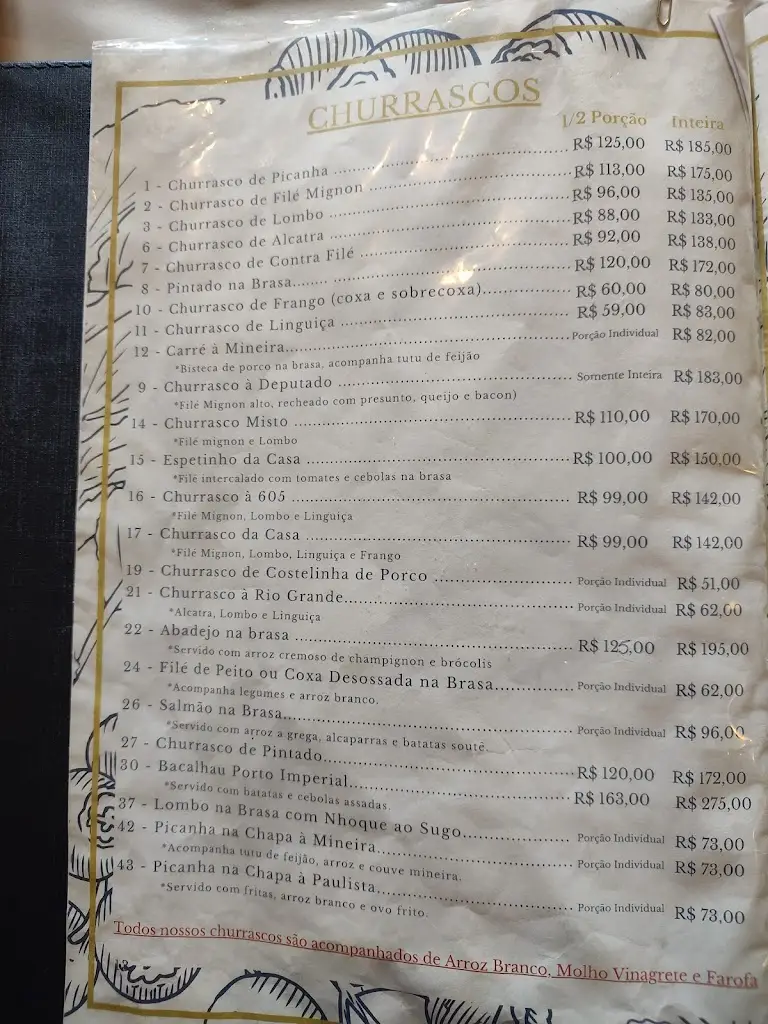 CHURRASCOS
1/2 Porção Inteira
1 - Churrasco de Picanha R$ 125,00 R$ 185,00
2 - Churrasco de Filé Mignon R$ 113,00 R$ 175,00
3 - Churrasco de Lombo R$ 96,00 R$ 135,00
6 - Churrasco de Alcatra R$ 88,00 R$ 133,00
7 - Churrasco de Contra Filé R$ 92,00 R$ 138,00
8 - Pintado na Brasa R$ 120,00 R$ 172,00
10 - Churrasco de Frango (coxa e sobrecoxa) R$ 60,00 R$ 80,00
11 - Churrasco de Linguiça R$ 59,00 R$ 83,00
12 - Carré à Mineira Porção Individual R$ 82,00
*Bisteca de porco na brasa, acompanha tutu de feijão
9 - Churrasco à Deputado Somente Inteira R$ 183,00
*Filé Mignon alto, recheado com presunto, queijo e bacon)
14 - Churrasco Misto R$ 110,00 R$ 170,00
*Filé mignon e Lombo
15 - Espetinho da Casa R$ 100,00 R$ 150,00
*Filé intercalado com tomates e cebolas na brasa
16 - Churrasco à 605 R$ 99,00 R$ 142,00
*Filé Mignon, Lombo e Linguiça
17 - Churrasco da Casa R$ 99,00 R$ 142,00
*Filé Mignon, Lombo, Linguiça e Frango
19 - Churrasco de Costelinha de Porco Porção Individual R$ 51,00
21 - Churrasco à Rio Grande Porção Individual R$ 62,00
*Alcatra, Lombo e Linguiça
22 - Abadejo na brasa R$ 125,00 R$ 195,00
*Servido com arroz cremoso de champignon e brócolis
24 - Filé de Peito ou Coxa Desossada na Brasa Porção Individual R$ 62,00
*Acompanha legumes e arroz branco.
26 - Salmão na Brasa Porção Individual R$ 96,00
*Servido com arroz a grega, alcaparras e batatas souté.
27 - Churrasco de Pintado R$ 120,00 R$ 172,00
30 - Bacalhau Porto Imperial R$ 163,00 R$ 275,00
*Servido com batatas e cebolas assadas.
37 - Lombo na Brasa com Nhoque ao Sugo Porção Individual R$ 73,00
42 - Picanha na Chapa à Mineira Porção Individual R$ 73,00
*Acompanha tutu de feijão, arroz e couve mineira.
43 - Picanha na Chapa à Paulista Porção Individual R$ 73,00
*Servido com fritas, arroz branco e ovo frito.
Todos nossos churrascos são acompanhados de Arroz Branco, Molho Vinagrete e Farofa